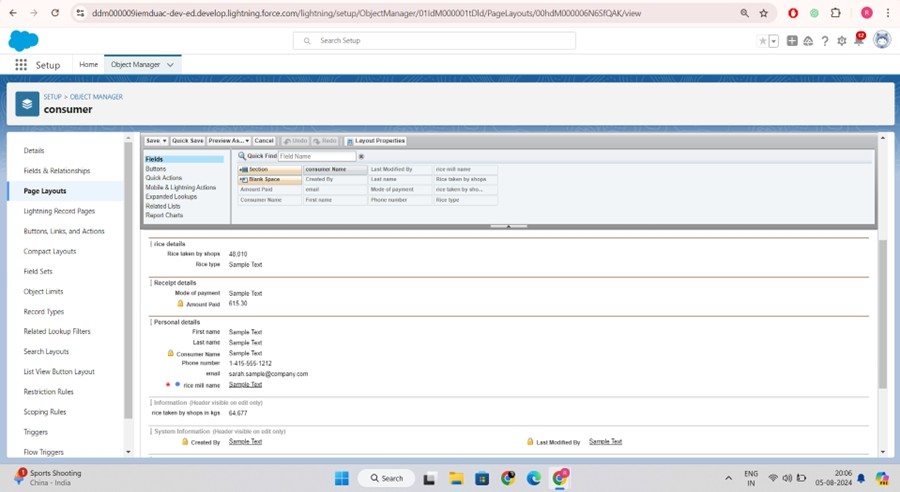 ddm000009iemduac-dev-ed.develop.lightning.force.com/lightning/setup/ObjectManager/01IdM000001tDId/PageLayouts/00hdM000006N6SfQAK/view
R
Search Setup
12
Setup
Home
Object Manager
SETUP > OBJECT MANAGER
consumer
Details
Fields & Relationships
Page Layouts
Lightning Record Pages
Buttons, Links, and Actions
Compact Layouts
Field Sets
Object Limits
Record Types
Related Lookup Filters
Search Layouts
List View Button Layout
Restriction Rules
Scoping Rules
Triggers
Flow Triggers
Save Quick Save Preview As... Cancel Undo Redo Layout Properties
Fields
Buttons
Quick Actions
Mobile & Lightning Actions
Expanded Lookups
Related Lists
Report Charts
Quick Find Field Name
Section consumer Name Last Modified By rice mill name
Blank Space Created By Last name Rice taken by shops
Amount Paid email Mode of payment rice taken by sho...
Consumer Name First name Phone number Rice type
rice details
Rice taken by shops 40.010
Rice type Sample Text
Receipt details
Mode of payment Sample Text
Amount Paid 615.30
Personal details
First name Sample Text
Last name Sample Text
Consumer Name Sample Text
Phone number 1-415-555-1212
email sarah.sample@company.com
* rice mill name Sample Text
Information (Header visible on edit only)
rice taken by shops in kgs 64.677
System Information (Header visible on edit only)
Created By Sample Text Last Modified By Sample Text
1 Sports Shooting
China - India
Search
ENG
IN
20:06
05-08-2024